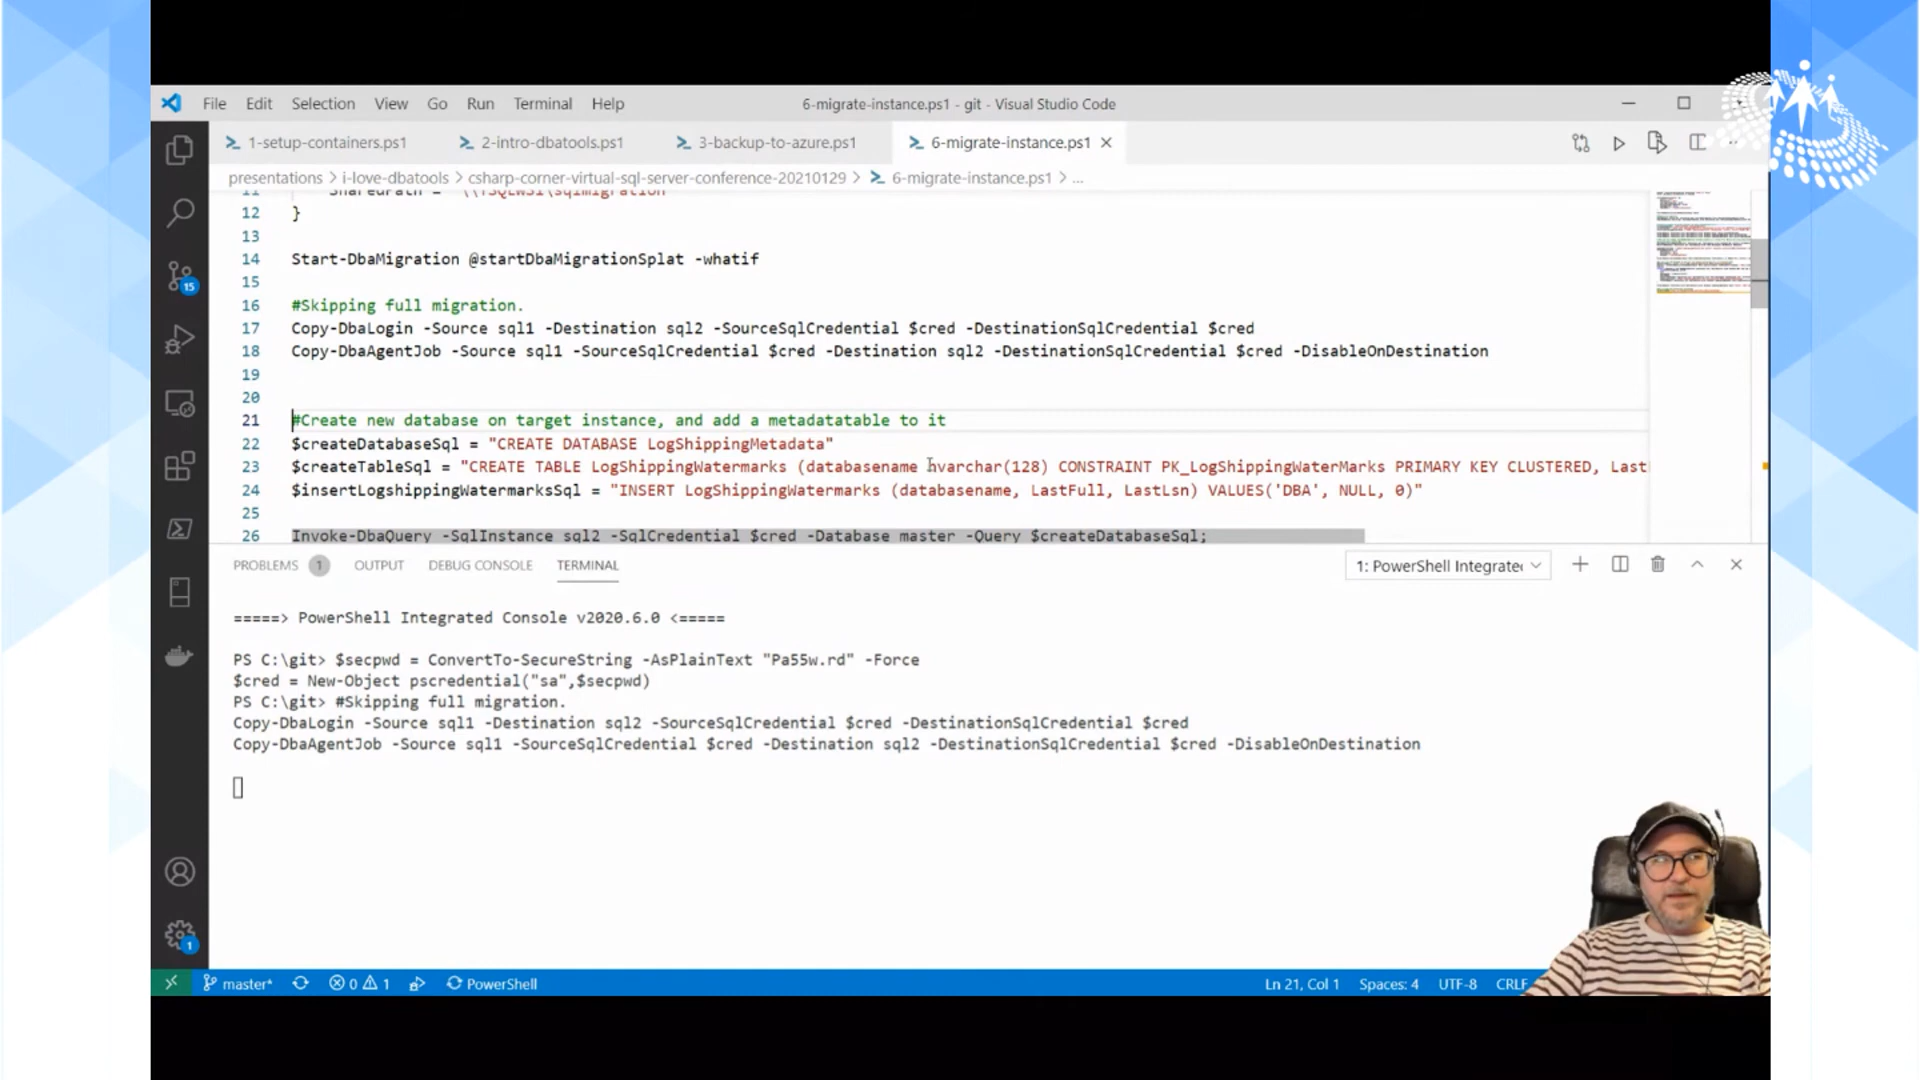 File Edit Selection View Go Run Terminal Help 6-migrate-instance.ps1 - git - Visual Studio Code
1-setup-containers.ps1 2-intro-dbatools.ps1 3-backup-to-azure.ps1 6-migrate-instance.ps1
presentations > i-love-dbatools > csharp-corner-virtual-sql-server-conference-20210129 > 6-migrate-instance.ps1 > ...
11 SharedPath =
12 }
13
14 Start-DbaMigration @startDbaMigrationSplat -whatif
15
16 #Skipping full migration.
17 Copy-DbaLogin -Source sql1 -Destination sql2 -SourceSqlCredential $cred -DestinationSqlCredential $cred
18 Copy-DbaAgentJob -Source sql1 -SourceSqlCredential $cred -Destination sql2 -DestinationSqlCredential $cred -DisableOnDestination
19
20
21 #Create new database on target instance, and add a metadatatable to it
22 $createDatabaseSql = "CREATE DATABASE LogShippingMetadata"
23 $createTableSql = "CREATE TABLE LogShippingWatermarks (databasename nvarchar(128) CONSTRAINT PK_LogShippingWaterMarks PRIMARY KEY CLUSTERED, Last
24 $insertLogshippingWatermarksSql = "INSERT LogShippingWatermarks (databasename, LastFull, LastLsn) VALUES('DBA', NULL, 0)"
25
26 Invoke-DbaQuery -SqlInstance sql2 -SqlCredential $cred -Database master -Query $createDatabaseSql;
PROBLEMS 1 OUTPUT DEBUG CONSOLE TERMINAL 1: PowerShell Integrate
=====> PowerShell Integrated Console v2020.6.0 <=====
PS C:\git> $secpwd = ConvertTo-SecureString -AsPlainText "Pa55w.rd" -Force
$cred = New-Object pscredential("sa",$secpwd)
PS C:\git> #Skipping full migration.
Copy-DbaLogin -Source sql1 -Destination sql2 -SourceSqlCredential $cred -DestinationSqlCredential $cred
Copy-DbaAgentJob -Source sql1 -SourceSqlCredential $cred -Destination sql2 -DestinationSqlCredential $cred -DisableOnDestination
15
1
master* 0 1 PowerShell Ln 21, Col 1 Spaces: 4 UTF-8 CRLF